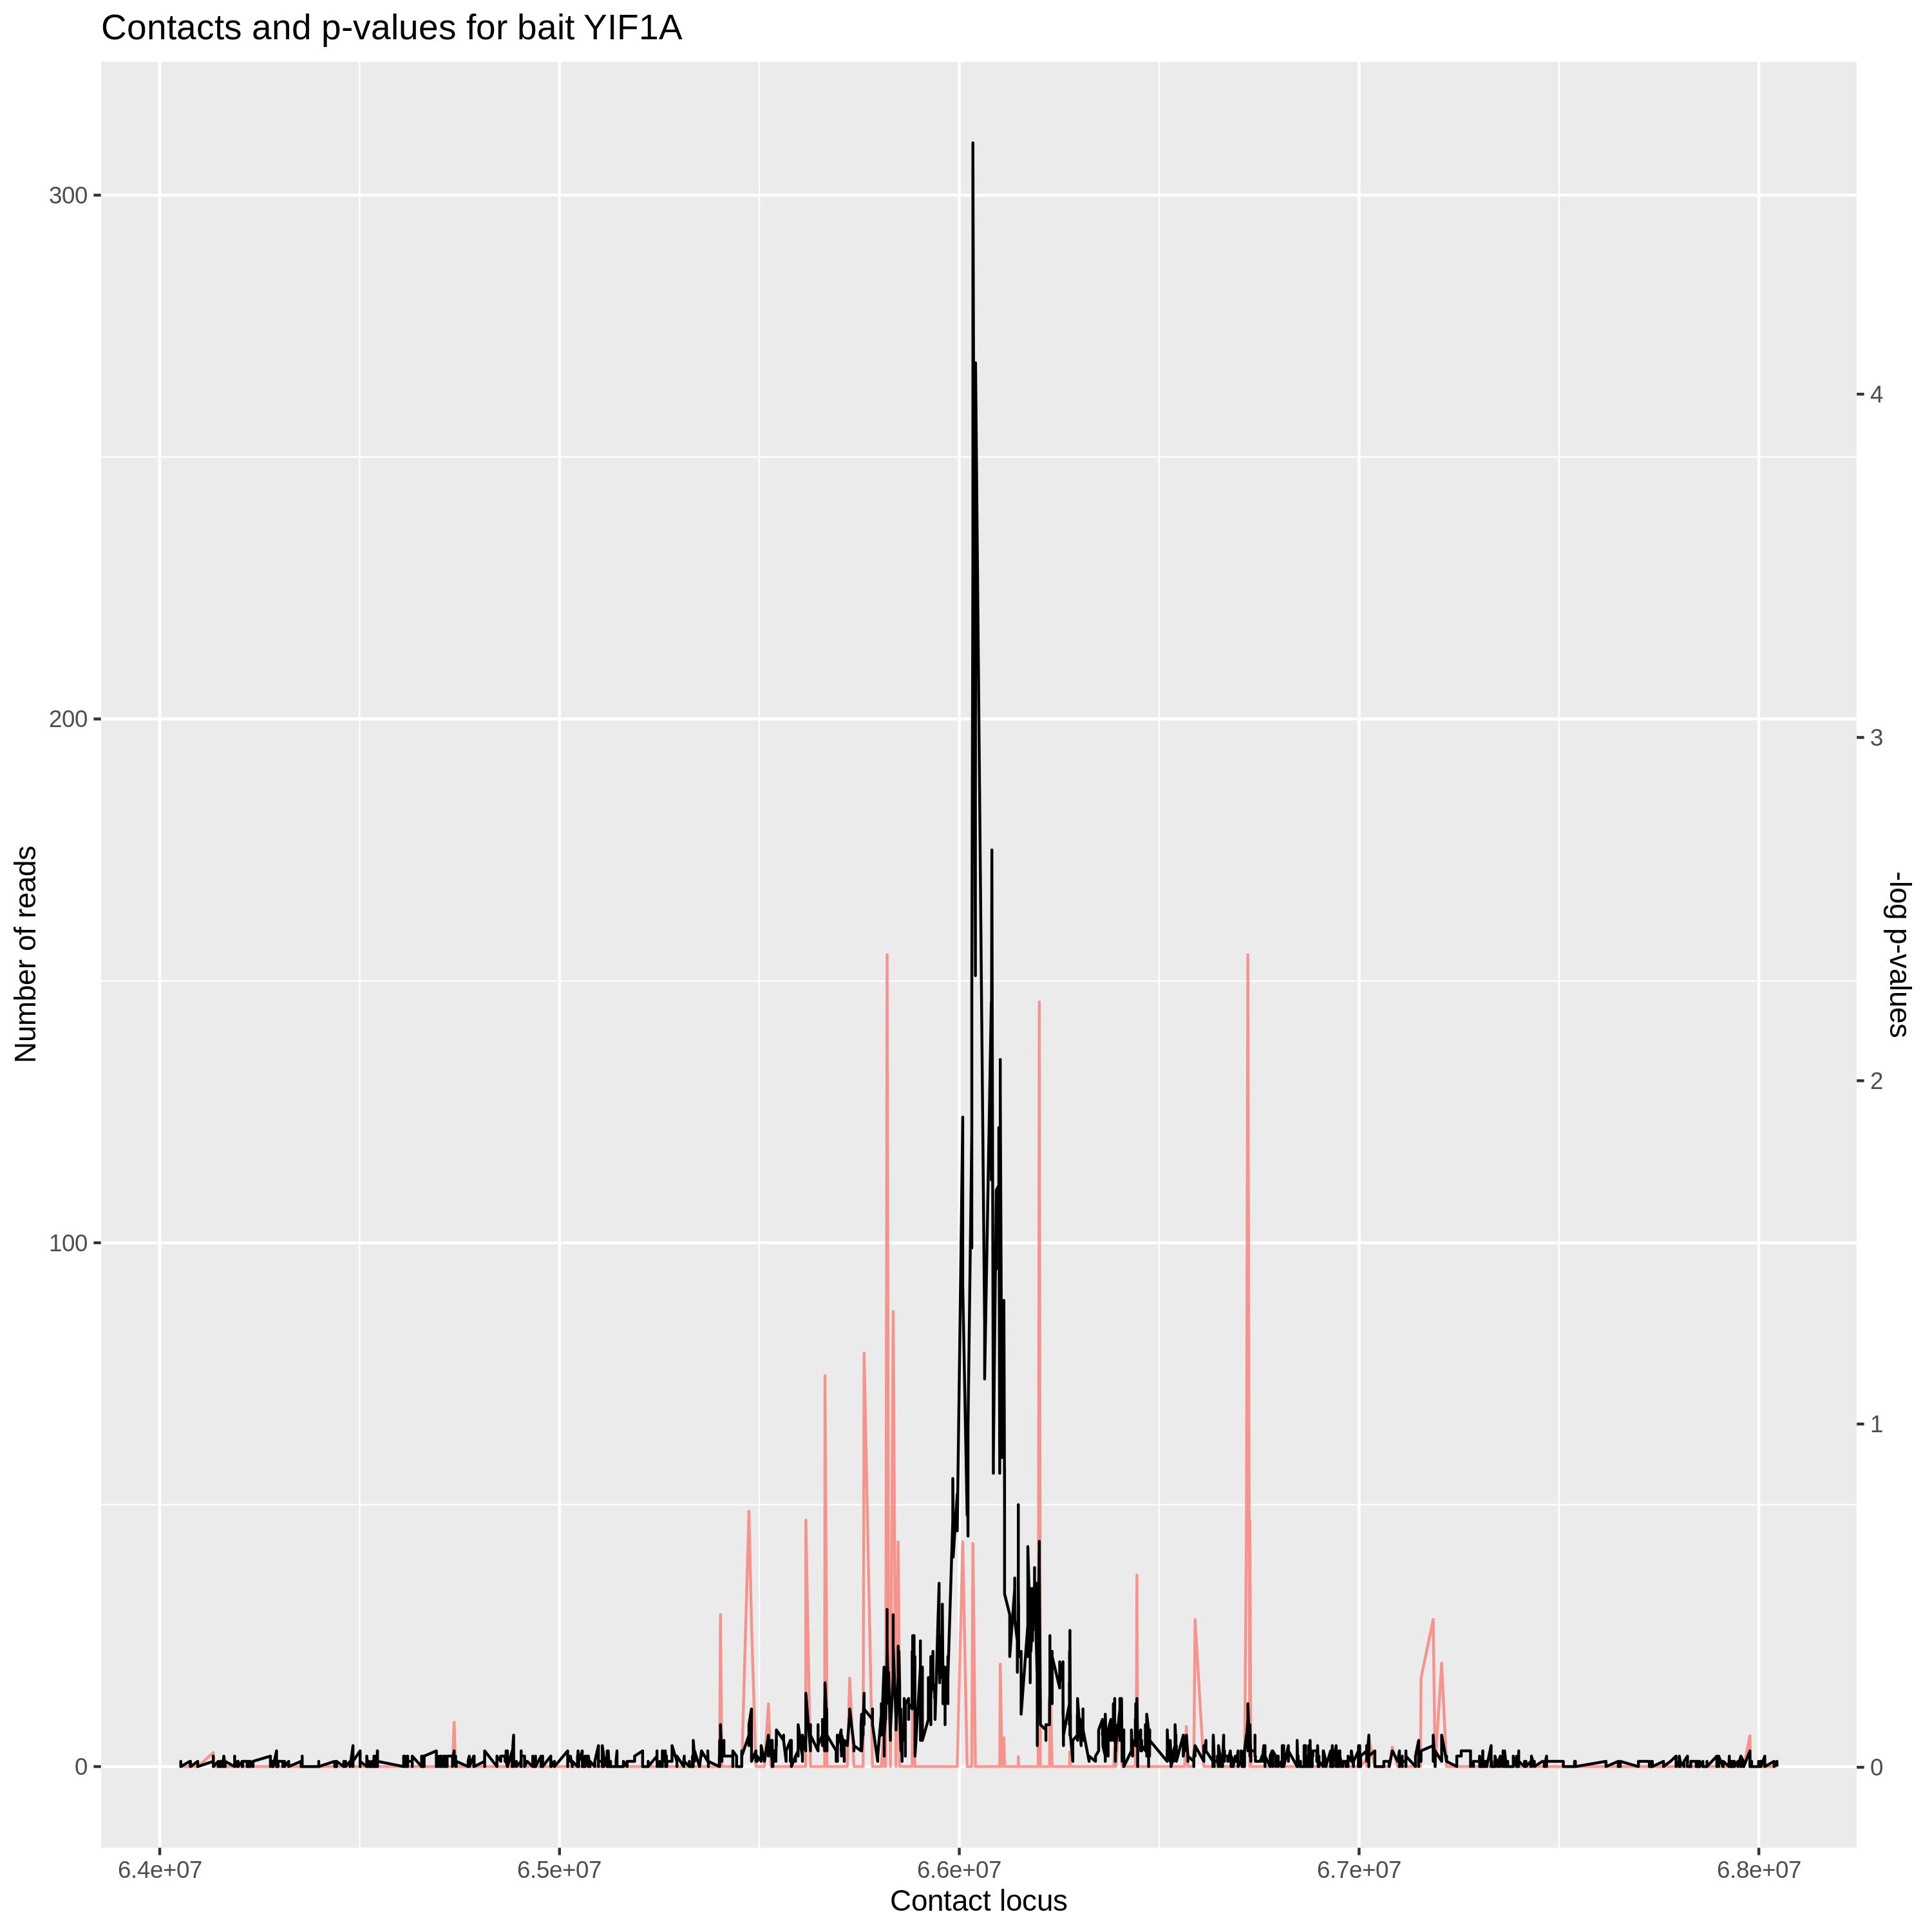 Contacts and p-values for bait YIF1A
300
200
100
0
Number of reads
4
3
2
1
0
-log p-values
6.4e+07
6.5e+07
6.6e+07
6.7e+07
6.8e+07
Contact locus